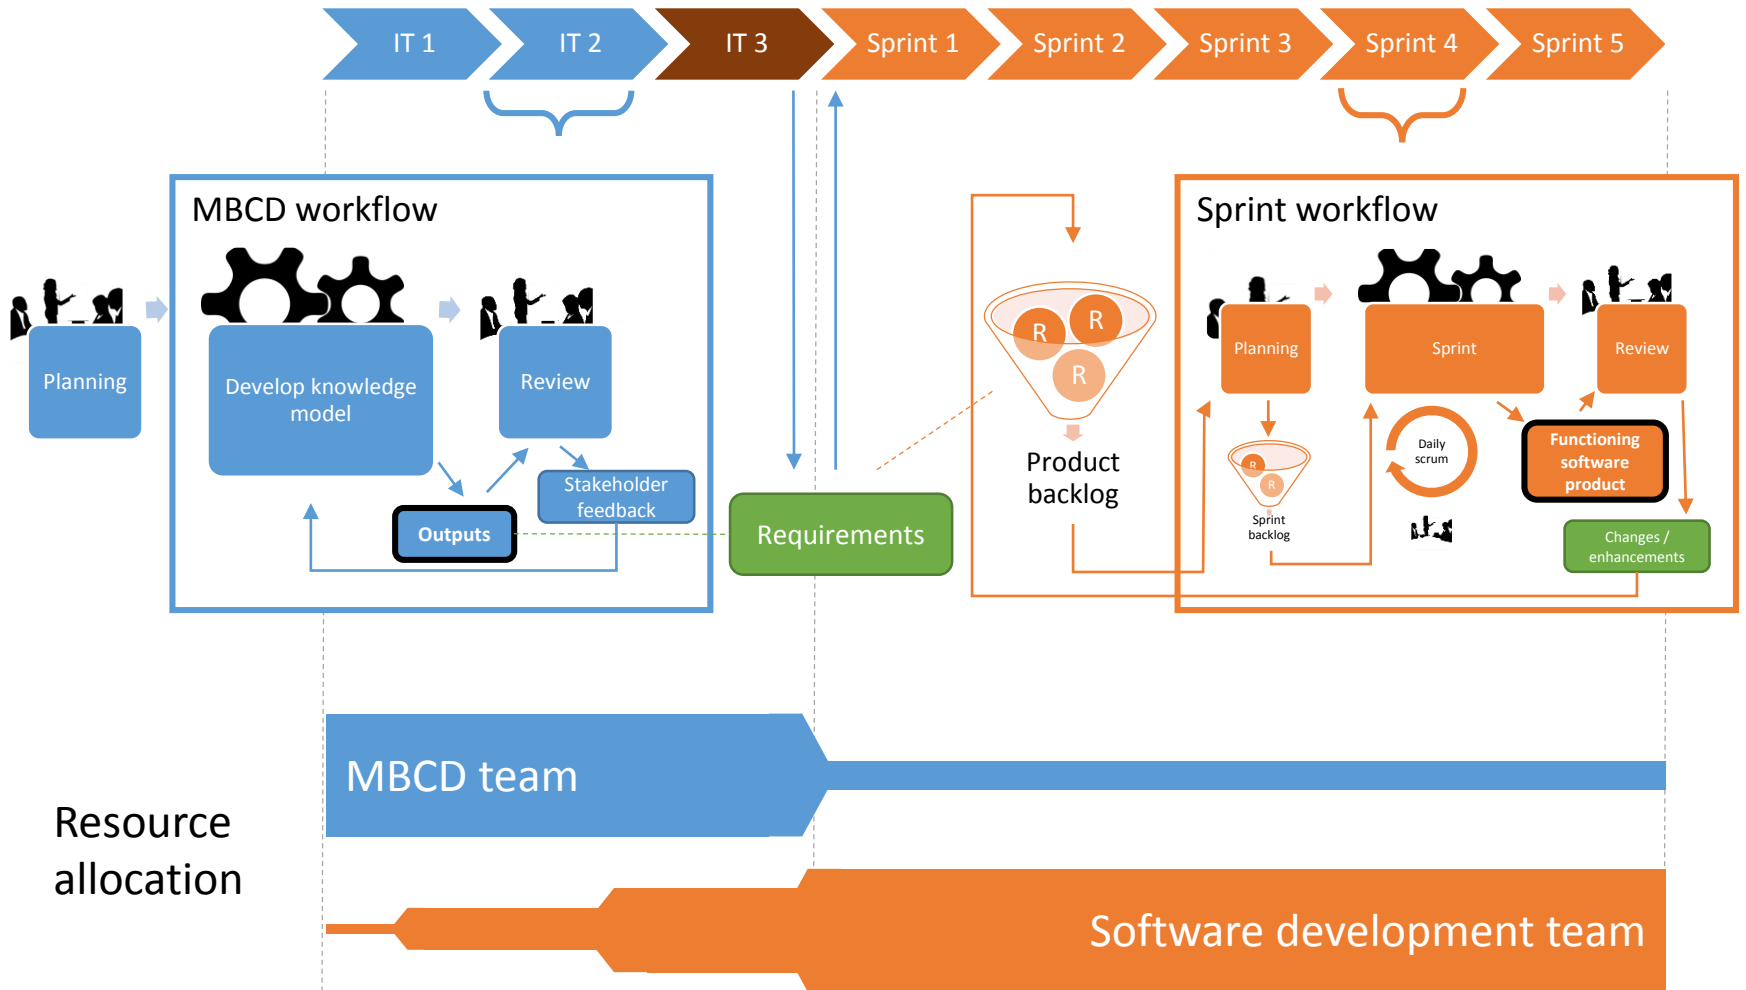 IT 1
IT 2
IT 3
Sprint 1
Sprint 2
Sprint 3
Sprint 4
Sprint 5
MBCD workflow
Planning
Develop knowledge
model
Review
Outputs
Stakeholder
feedback
Requirements
R
R
R
Product
backlog
Sprint workflow
Planning
Sprint
Review
R
R
Sprint
backlog
Daily
scrum
Functioning
software
product
Changes /
enhancements
Resource
allocation
MBCD team
Software development team